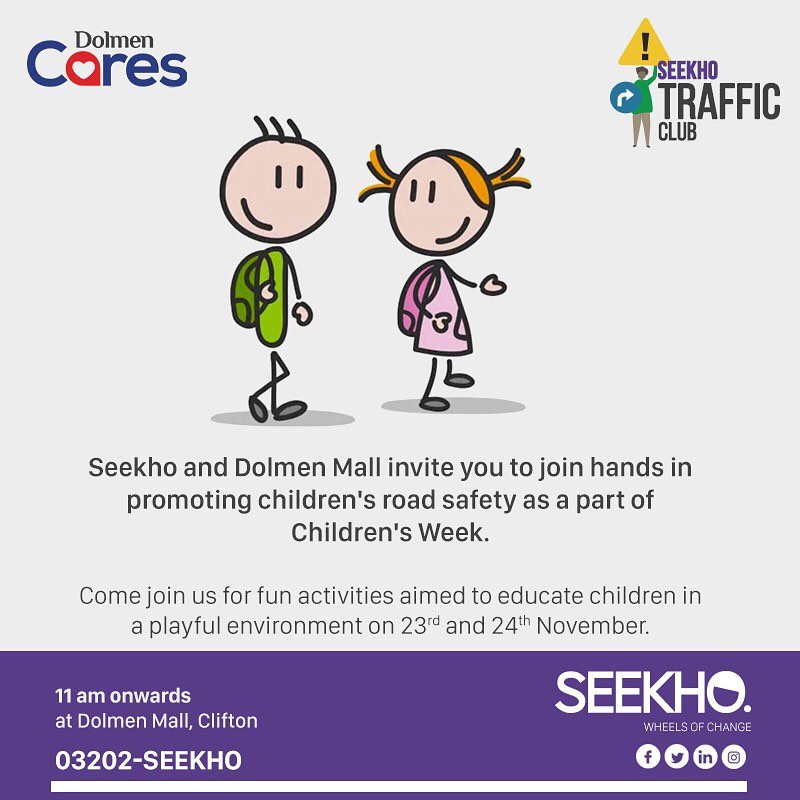 Dolmen
Cares
!
SEEKHO
TRAFFIC
CLUB
Seekho and Dolmen Mall invite you to join hands in
promoting children's road safety as a part of
Children's Week.
Come join us for fun activities aimed to educate children in
a playful environment on 23rd and 24th November.
11 am onwards
at Dolmen Mall, Clifton
03202-SEEKHO
SEEKHO.
WHEELS OF CHANGE